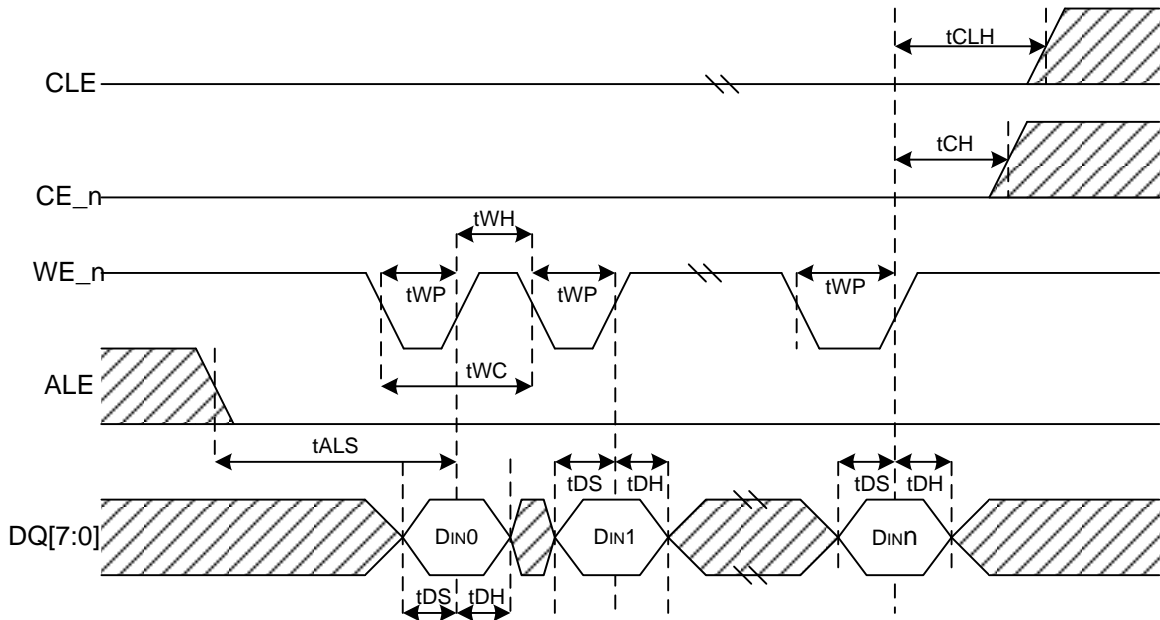 tCLH
CLE
tCH
CE_n
tWH
WE_n
tWP
tWP
tWP
tWC
ALE
tALS
tDS
tDH
tDS
tDH
DQ[7:0]
DIN0
DIN1
DINn
tDS
tDH